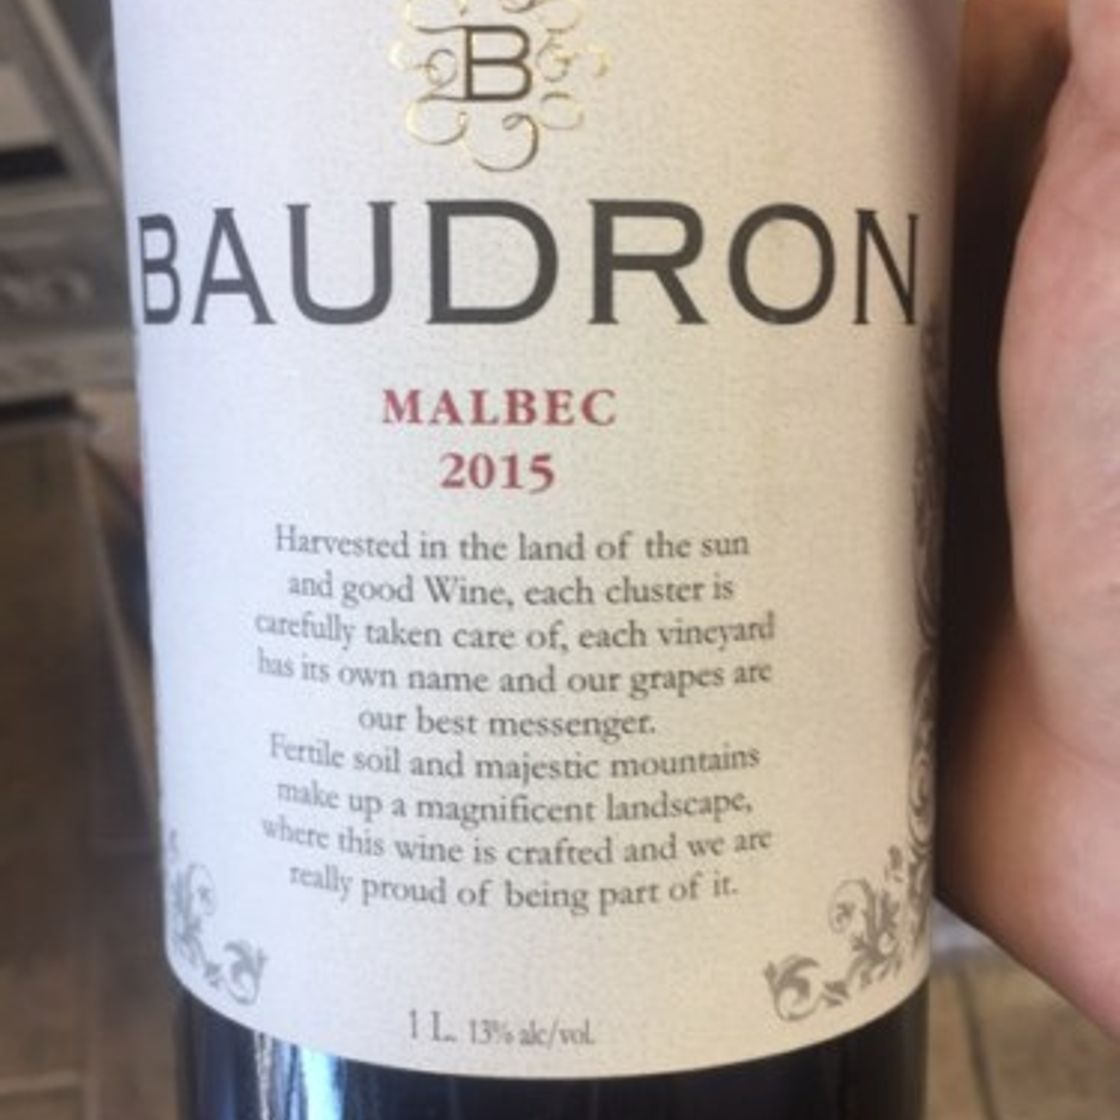 B
BAUDRON
MALBEC
2015
Harvested in the land of the sun
and good Wine, each cluster is
carefully taken care of, each vineyard
has its own name and our grapes are
our best messenger.
Fertile soil and majestic mountains
make up a magnificent landscape,
where this wine is crafted and we are
really proud of being part of it.
1 L. 13% alc/vol.